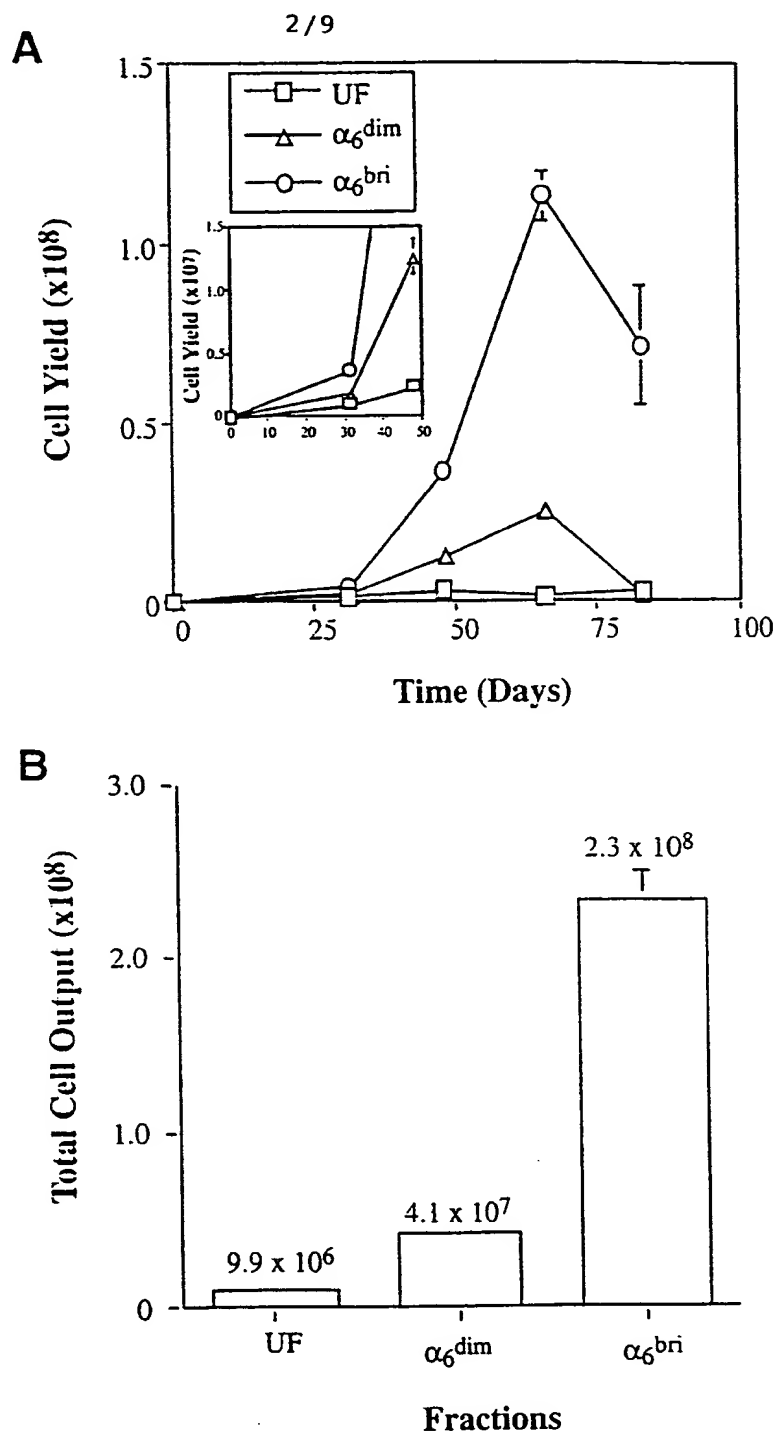 2/9
A
1.5
1.0
0.5
0
Cell Yield (x10⁸)
UF
α₆ᵈⁱᵐ
α₆ᵇʳⁱ
Cell Yield (x10⁷)
1.5
1.0
0.5
0
0 10 20 30 40 50
0 25 50 75 100
Time (Days)
B
Total Cell Output (x10⁸)
3.0
2.0
1.0
0
9.9 x 10⁶
4.1 x 10⁷
2.3 x 10⁸
UF α₆ᵈⁱᵐ α₆ᵇʳⁱ
Fractions